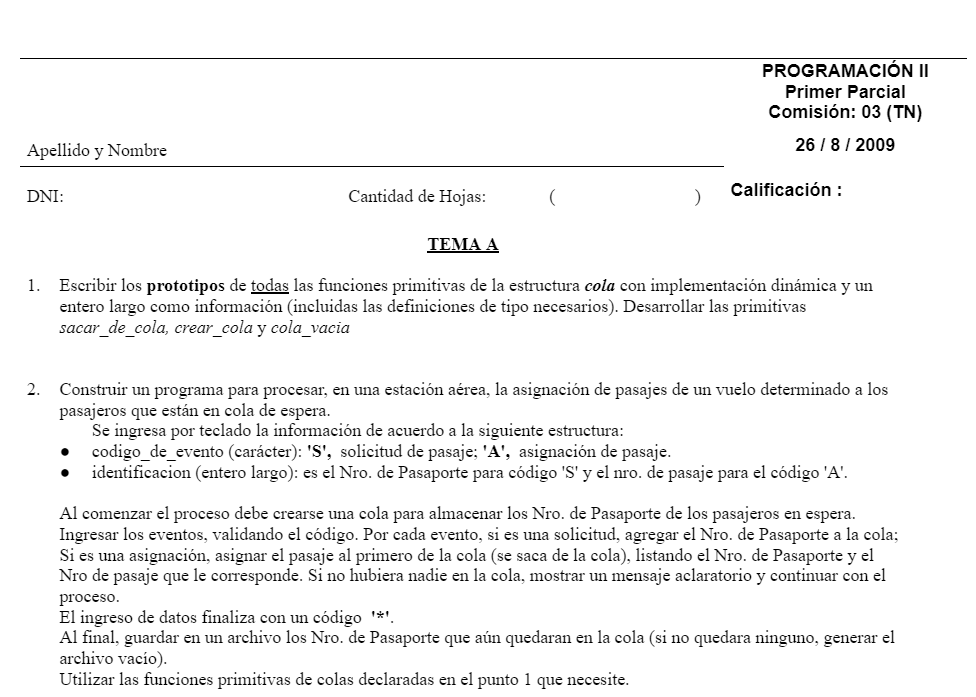 PROGRAMACIÓN II
Primer Parcial
Comisión: 03 (TN)
26 / 8 / 2009
Apellido y Nombre
DNI: Cantidad de Hojas: ( ) Calificación :
TEMA A
1. Escribir los prototipos de todas las funciones primitivas de la estructura cola con implementación dinámica y un
entero largo como información (incluidas las definiciones de tipo necesarios). Desarrollar las primitivas
sacar_de_cola, crear_cola y cola_vacia
2. Construir un programa para procesar, en una estación aérea, la asignación de pasajes de un vuelo determinado a los
pasajeros que están en cola de espera.
Se ingresa por teclado la información de acuerdo a la siguiente estructura:
● codigo_de_evento (carácter): 'S', solicitud de pasaje; 'A', asignación de pasaje.
● identificacion (entero largo): es el Nro. de Pasaporte para código 'S' y el nro. de pasaje para el código 'A'.
Al comenzar el proceso debe crearse una cola para almacenar los Nro. de Pasaporte de los pasajeros en espera.
Ingresar los eventos, validando el código. Por cada evento, si es una solicitud, agregar el Nro. de Pasaporte a la cola;
Si es una asignación, asignar el pasaje al primero de la cola (se saca de la cola), listando el Nro. de Pasaporte y el
Nro de pasaje que le corresponde. Si no hubiera nadie en la cola, mostrar un mensaje aclaratorio y continuar con el
proceso.
El ingreso de datos finaliza con un código '*'.
Al final, guardar en un archivo los Nro. de Pasaporte que aún quedaran en la cola (si no quedara ninguno, generar el
archivo vacío).
Utilizar las funciones primitivas de colas declaradas en el punto 1 que necesite.